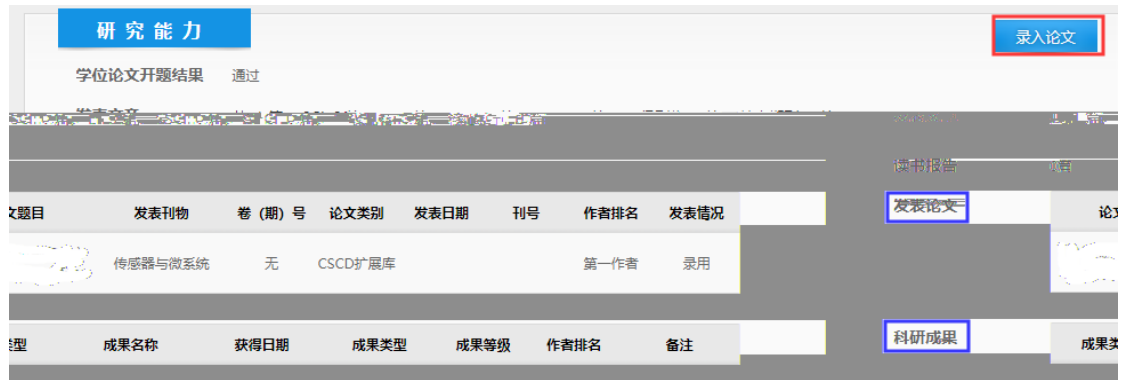 研究能力
录入论文
学位论文开题结果 通过
读书报告
文题目 发表刊物 卷（期）号 论文类别 发表日期 刊号 作者排名 发表情况 发表论文
传感器与微系统 无 CSCD扩展库 第一作者 录用
类型 成果名称 获得日期 成果类型 成果等级 作者排名 备注 科研成果 成果类